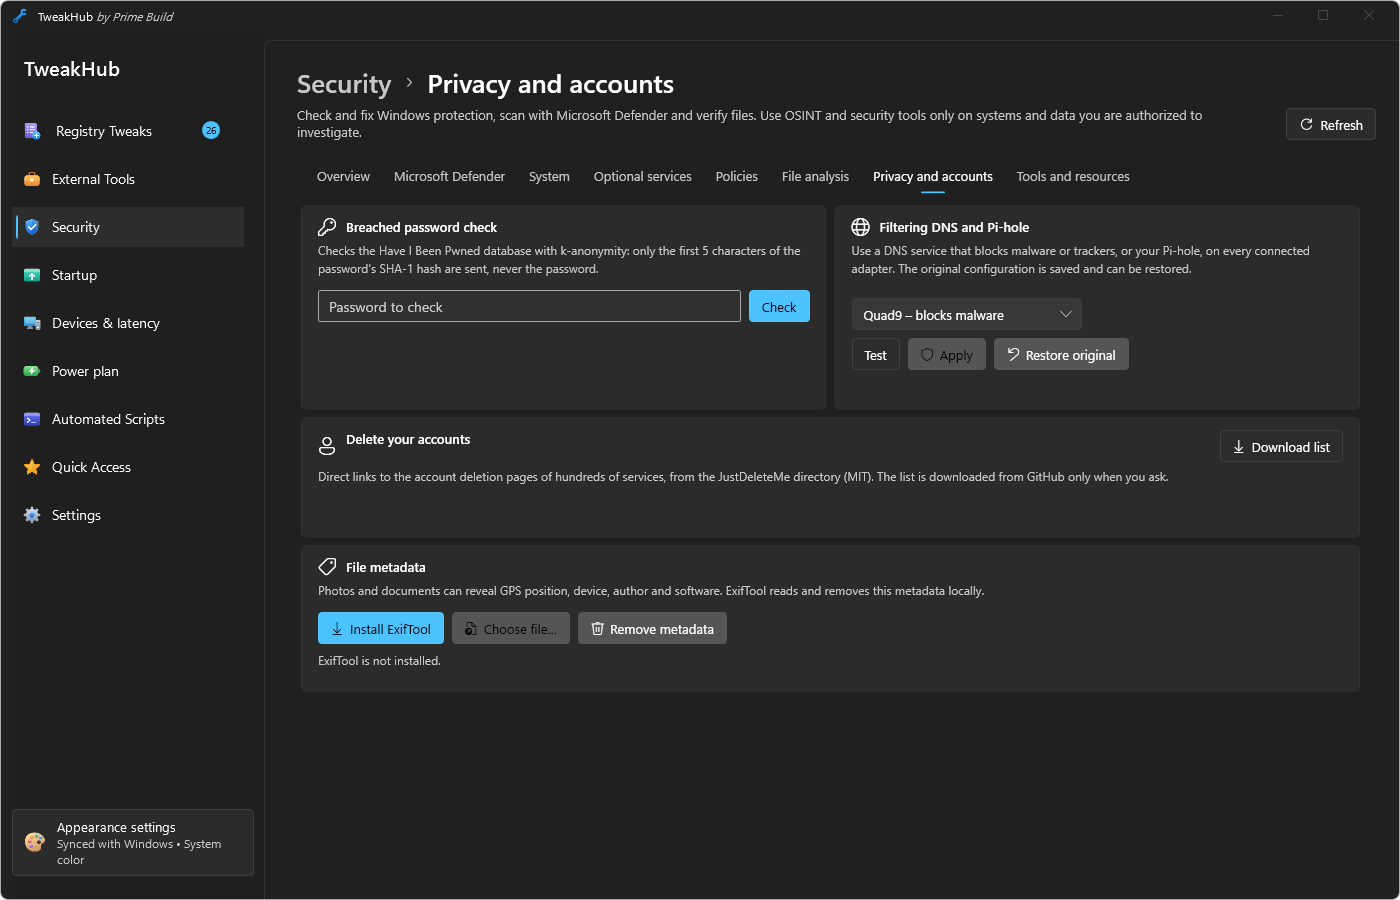 TweakHub by Prime Build
TweakHub
Registry Tweaks 26
External Tools
Security
Startup
Devices & latency
Power plan
Automated Scripts
Quick Access
Settings
Appearance settings
Synced with Windows • System
color
Security › Privacy and accounts
Check and fix Windows protection, scan with Microsoft Defender and verify files. Use OSINT and security tools only on systems and data you are authorized to
investigate.
Refresh
Overview Microsoft Defender System Optional services Policies File analysis Privacy and accounts Tools and resources
Breached password check
Checks the Have I Been Pwned database with k-anonymity: only the first 5 characters of the
password's SHA-1 hash are sent, never the password.
Password to check Check
Filtering DNS and Pi-hole
Use a DNS service that blocks malware or trackers, or your Pi-hole, on every connected
adapter. The original configuration is saved and can be restored.
Quad9 – blocks malware
Test Apply Restore original
Delete your accounts
Download list
Direct links to the account deletion pages of hundreds of services, from the JustDeleteMe directory (MIT). The list is downloaded from GitHub only when you ask.
File metadata
Photos and documents can reveal GPS position, device, author and software. ExifTool reads and removes this metadata locally.
Install ExifTool Choose file... Remove metadata
ExifTool is not installed.